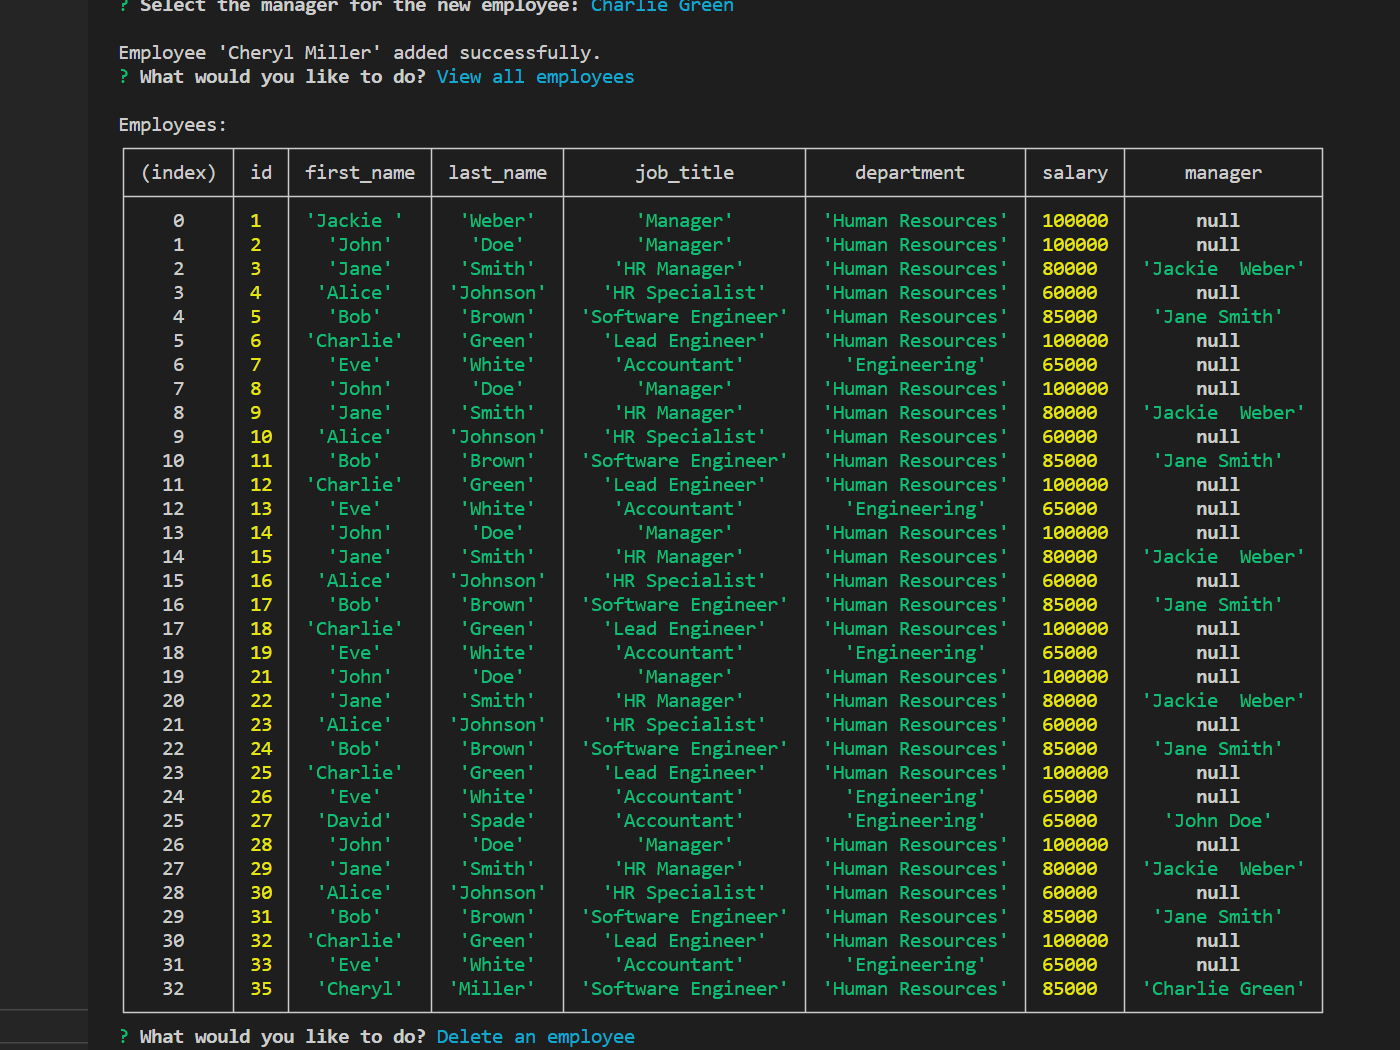 ? Select the manager for the new employee: Charlie Green
Employee 'Cheryl Miller' added successfully.
? What would you like to do? View all employees
Employees:
(index) id first_name last_name job_title department salary manager
0 1 'Jackie ' 'Weber' 'Manager' 'Human Resources' 100000 null
1 2 'John' 'Doe' 'Manager' 'Human Resources' 100000 null
2 3 'Jane' 'Smith' 'HR Manager' 'Human Resources' 80000 'Jackie  Weber'
3 4 'Alice' 'Johnson' 'HR Specialist' 'Human Resources' 60000 null
4 5 'Bob' 'Brown' 'Software Engineer' 'Human Resources' 85000 'Jane Smith'
5 6 'Charlie' 'Green' 'Lead Engineer' 'Human Resources' 100000 null
6 7 'Eve' 'White' 'Accountant' 'Engineering' 65000 null
7 8 'John' 'Doe' 'Manager' 'Human Resources' 100000 null
8 9 'Jane' 'Smith' 'HR Manager' 'Human Resources' 80000 'Jackie  Weber'
9 10 'Alice' 'Johnson' 'HR Specialist' 'Human Resources' 60000 null
10 11 'Bob' 'Brown' 'Software Engineer' 'Human Resources' 85000 'Jane Smith'
11 12 'Charlie' 'Green' 'Lead Engineer' 'Human Resources' 100000 null
12 13 'Eve' 'White' 'Accountant' 'Engineering' 65000 null
13 14 'John' 'Doe' 'Manager' 'Human Resources' 100000 null
14 15 'Jane' 'Smith' 'HR Manager' 'Human Resources' 80000 'Jackie  Weber'
15 16 'Alice' 'Johnson' 'HR Specialist' 'Human Resources' 60000 null
16 17 'Bob' 'Brown' 'Software Engineer' 'Human Resources' 85000 'Jane Smith'
17 18 'Charlie' 'Green' 'Lead Engineer' 'Human Resources' 100000 null
18 19 'Eve' 'White' 'Accountant' 'Engineering' 65000 null
19 21 'John' 'Doe' 'Manager' 'Human Resources' 100000 null
20 22 'Jane' 'Smith' 'HR Manager' 'Human Resources' 80000 'Jackie  Weber'
21 23 'Alice' 'Johnson' 'HR Specialist' 'Human Resources' 60000 null
22 24 'Bob' 'Brown' 'Software Engineer' 'Human Resources' 85000 'Jane Smith'
23 25 'Charlie' 'Green' 'Lead Engineer' 'Human Resources' 100000 null
24 26 'Eve' 'White' 'Accountant' 'Engineering' 65000 null
25 27 'David' 'Spade' 'Accountant' 'Engineering' 65000 'John Doe'
26 28 'John' 'Doe' 'Manager' 'Human Resources' 100000 null
27 29 'Jane' 'Smith' 'HR Manager' 'Human Resources' 80000 'Jackie  Weber'
28 30 'Alice' 'Johnson' 'HR Specialist' 'Human Resources' 60000 null
29 31 'Bob' 'Brown' 'Software Engineer' 'Human Resources' 85000 'Jane Smith'
30 32 'Charlie' 'Green' 'Lead Engineer' 'Human Resources' 100000 null
31 33 'Eve' 'White' 'Accountant' 'Engineering' 65000 null
32 35 'Cheryl' 'Miller' 'Software Engineer' 'Human Resources' 85000 'Charlie Green'
? What would you like to do? Delete an employee